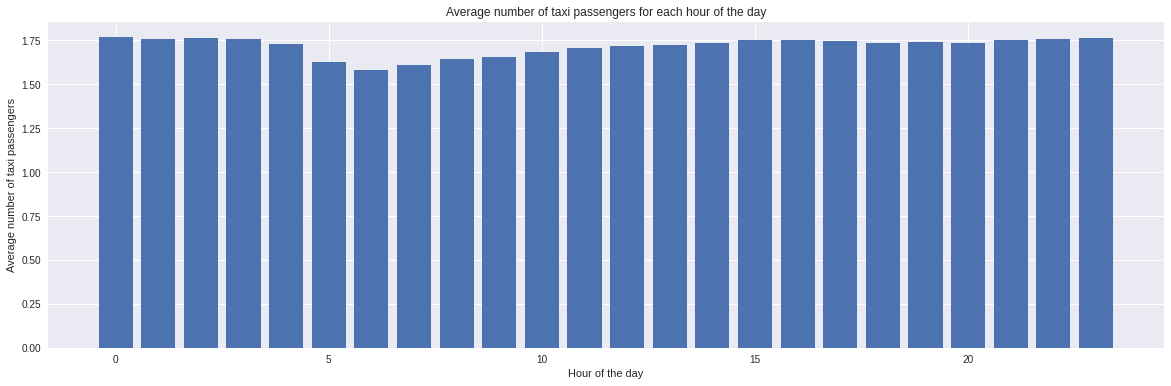 Average number of taxi passengers for each hour of the day
Average number of taxi passengers
1.75
1.50
1.25
1.00
0.75
0.50
0.25
0.00
0 5 10 15 20
Hour of the day